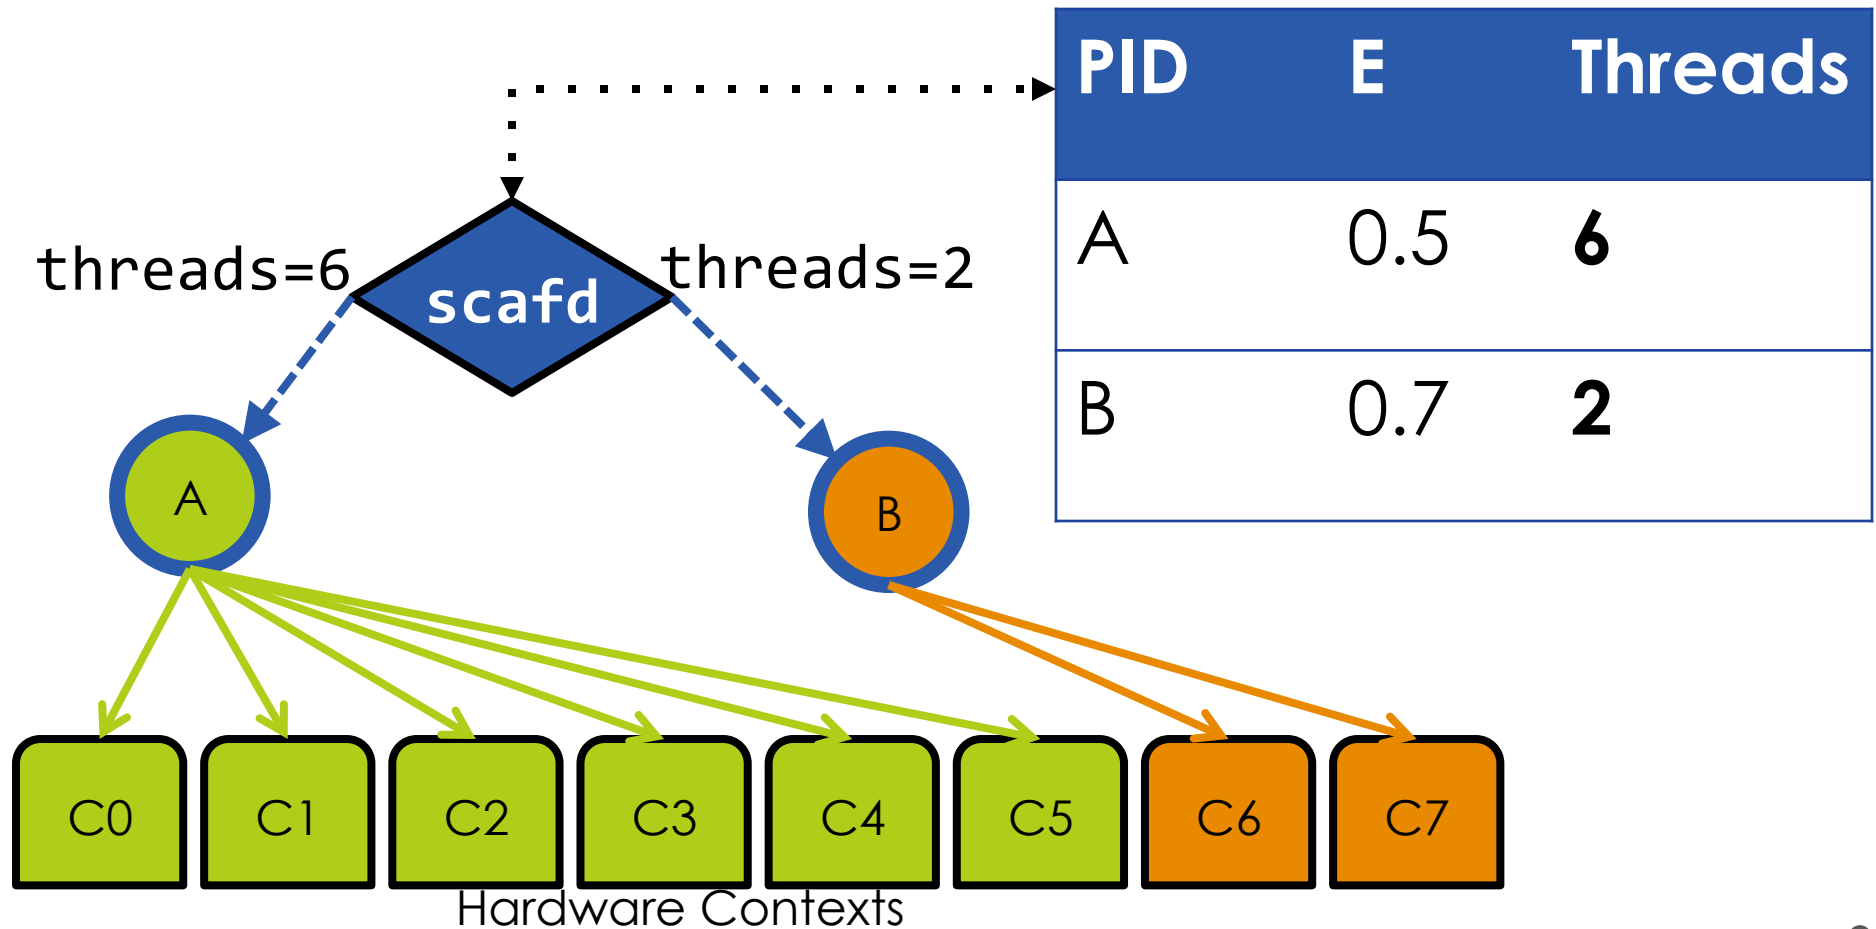 PID E Threads
A 0.5 6
B 0.7 2
threads=6
threads=2
scafd
A
B
C0 C1 C2 C3 C4 C5 C6 C7
Hardware Contexts